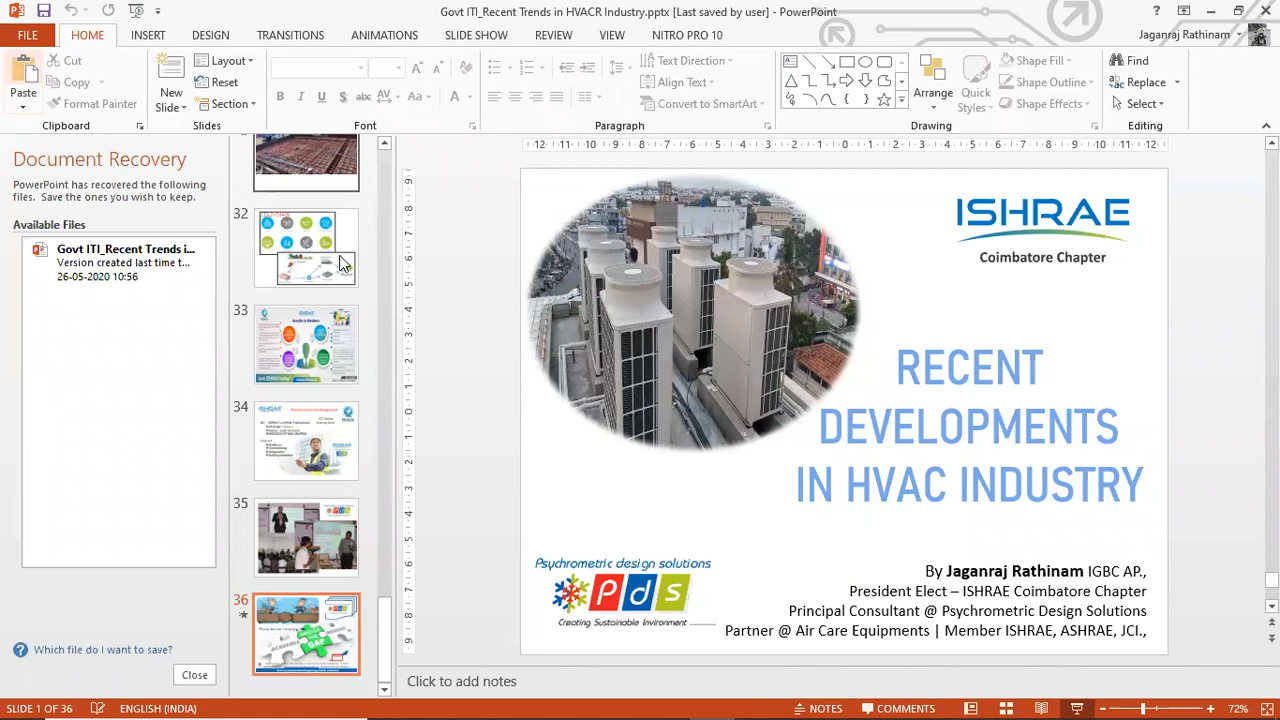 Govt ITI_Recent Trends in HVACR Industry.pptx [Last saved by user] - PowerPoint
FILE HOME INSERT DESIGN TRANSITIONS ANIMATIONS SLIDE SHOW REVIEW VIEW NITRO PRO 10 Jaganraj Rathinam
Paste
Cut
Copy
Format Painter
Clipboard
New
Slide
Layout
Reset
Section
Slides
Font
Paragraph
Text Direction
Align Text
Convert to SmartArt
Arrange
Quick
Styles
Shape Fill
Shape Outline
Shape Effects
Drawing
Find
Replace
Select
Editing
Document Recovery
PowerPoint has recovered the following
files. Save the ones you wish to keep.
Available Files
Govt ITI_Recent Trends i...
Version created last time t...
26-05-2020 10:56
Which file do I want to save?
Close
32
33
34
35
36
ISHRAE
Coimbatore Chapter
RECENT
DEVELOPMENTS
IN HVAC INDUSTRY
Psychrometric design solutions
PdS
Creating Sustainable Environment
By Jaganraj Rathinam IGBC AP.,
President Elect – ISHRAE Coimbatore Chapter
Principal Consultant @ Psychrometric Design Solutions
Partner @ Air Care Equipments | Member ISHRAE, ASHRAE, JCI.,
Click to add notes
SLIDE 1 OF 36 ENGLISH (INDIA) NOTES COMMENTS 72%